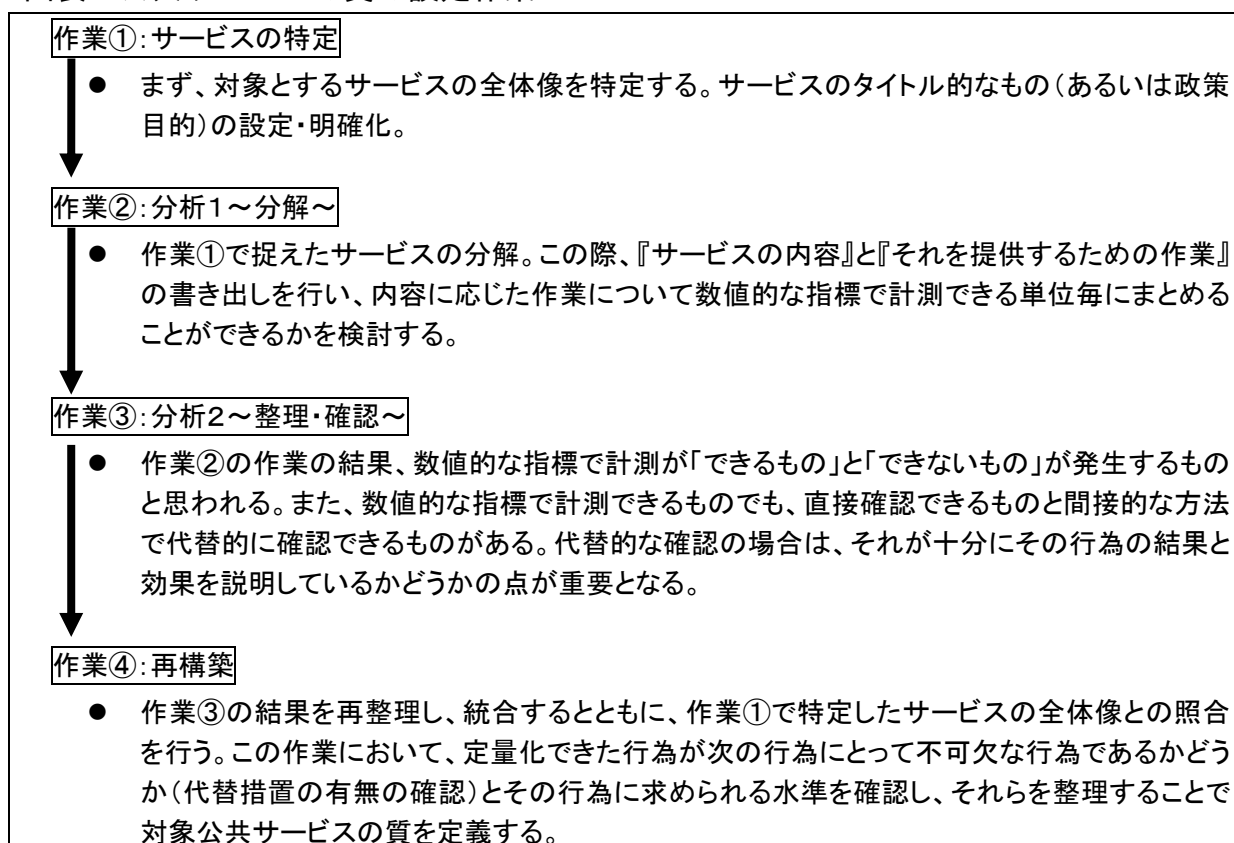 作業①：サービスの特定
● まず、対象とするサービスの全体像を特定する。サービスのタイトル的なもの（あるいは政策
目的）の設定・明確化。
作業②：分析１～分解～
● 作業①で捉えたサービスの分解。この際、『サービスの内容』と『それを提供するための作業』
の書き出しを行い、内容に応じた作業について数値的な指標で計測できる単位毎にまとめる
ことができるかを検討する。
作業③：分析２～整理・確認～
● 作業②の作業の結果、数値的な指標で計測が「できるもの」と「できないもの」が発生するもの
と思われる。また、数値的な指標で計測できるものでも、直接確認できるものと間接的な方法
で代替的に確認できるものがある。代替的な確認の場合は、それが十分にその行為の結果と
効果を説明しているかどうかの点が重要となる。
作業④：再構築
● 作業③の結果を再整理し、統合するとともに、作業①で特定したサービスの全体像との照合
を行う。この作業において、定量化できた行為が次の行為にとって不可欠な行為であるかどう
か（代替措置の有無の確認）とその行為に求められる水準を確認し、それらを整理することで
対象公共サービスの質を定義する。